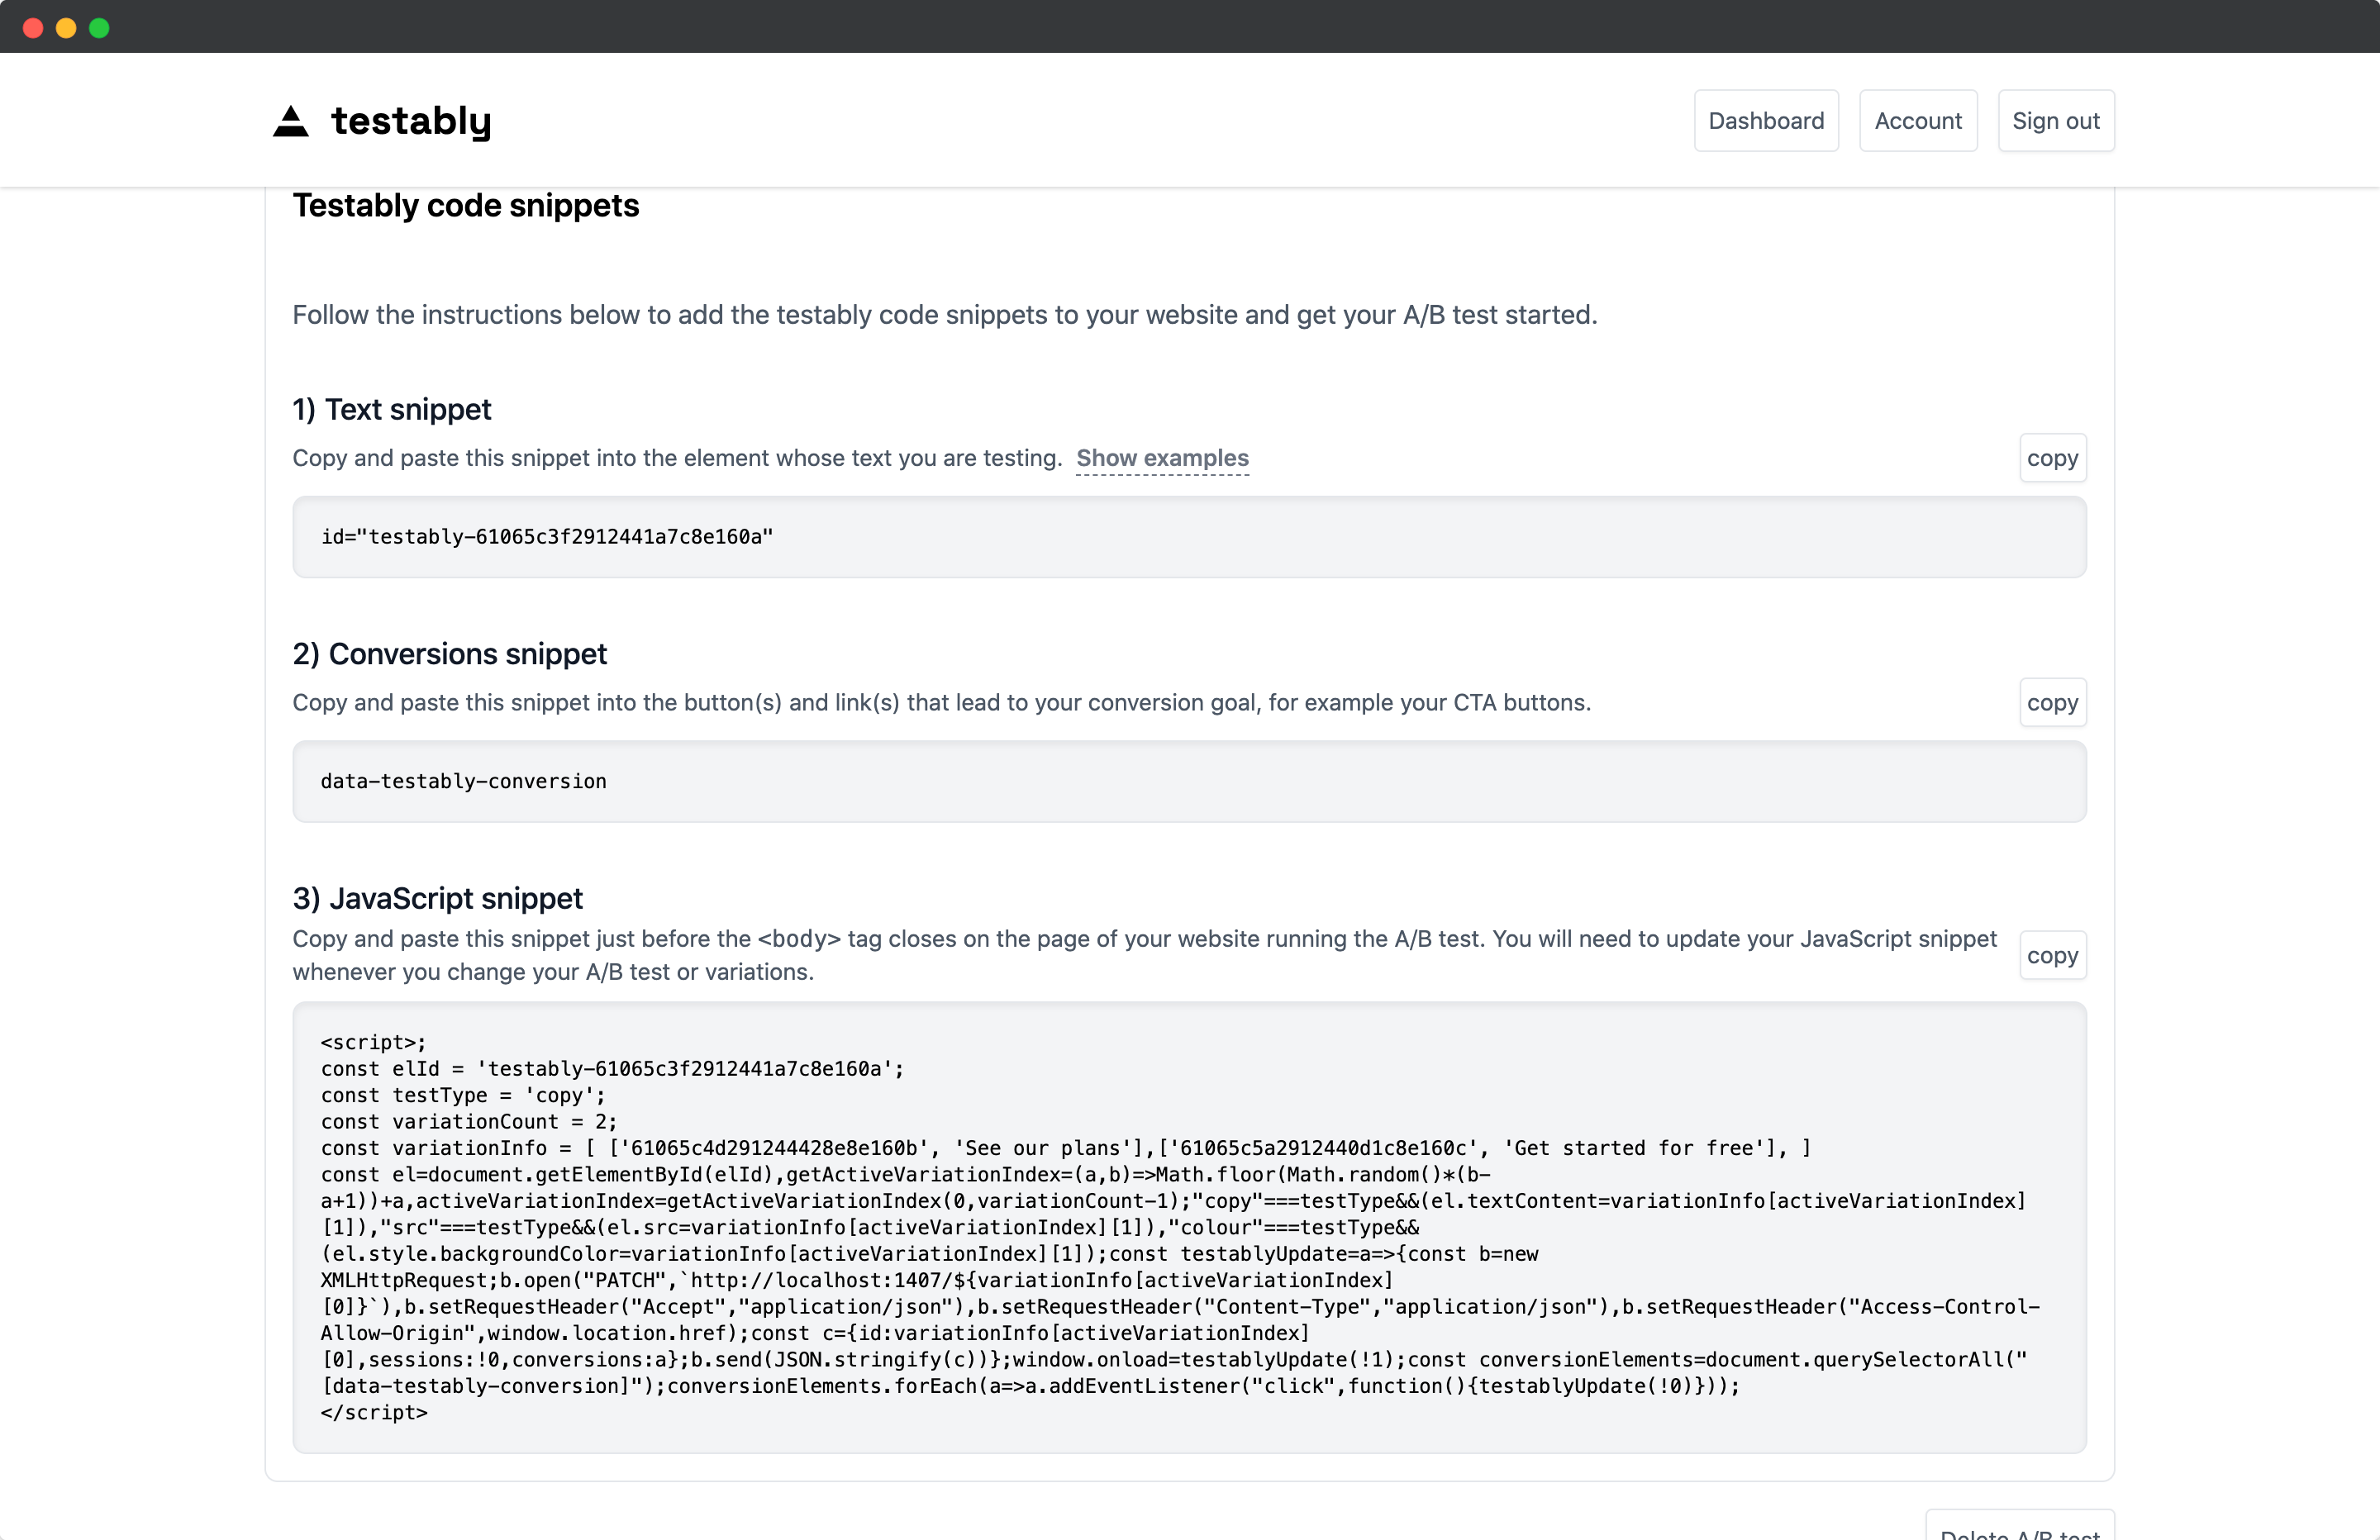 testably
Dashboard
Account
Sign out
Testably code snippets
Follow the instructions below to add the testably code snippets to your website and get your A/B test started.
1) Text snippet
Copy and paste this snippet into the element whose text you are testing. Show examples
copy
id="testably-61065c3f2912441a7c8e160a"
2) Conversions snippet
Copy and paste this snippet into the button(s) and link(s) that lead to your conversion goal, for example your CTA buttons.
copy
data-testably-conversion
3) JavaScript snippet
Copy and paste this snippet just before the <body> tag closes on the page of your website running the A/B test. You will need to update your JavaScript snippet
whenever you change your A/B test or variations.
copy
<script>;
const elId = 'testably-61065c3f2912441a7c8e160a';
const testType = 'copy';
const variationCount = 2;
const variationInfo = [ ['61065c4d291244428e8e160b', 'See our plans'],['61065c5a2912440d1c8e160c', 'Get started for free'], ]
const el=document.getElementById(elId),getActiveVariationIndex=(a,b)=>Math.floor(Math.random()*(b-
a+1))+a,activeVariationIndex=getActiveVariationIndex(0,variationCount-1);"copy"===testType&&(el.textContent=variationInfo[activeVariationIndex]
[1]),"src"===testType&&(el.src=variationInfo[activeVariationIndex][1]),"colour"===testType&&
(el.style.backgroundColor=variationInfo[activeVariationIndex][1]);const testablyUpdate=a=>{const b=new
XMLHttpRequest;b.open("PATCH",`http://localhost:1407/${variationInfo[activeVariationIndex]
[0]}`),b.setRequestHeader("Accept","application/json"),b.setRequestHeader("Content-Type","application/json"),b.setRequestHeader("Access-Control-
Allow-Origin",window.location.href);const c={id:variationInfo[activeVariationIndex]
[0],sessions:!0,conversions:a};b.send(JSON.stringify(c))};window.onload=testablyUpdate(!1);const conversionElements=document.querySelectorAll("
[data-testably-conversion]");conversionElements.forEach(a=>a.addEventListener("click",function(){testablyUpdate(!0)}));
</script>
Delete A/B test